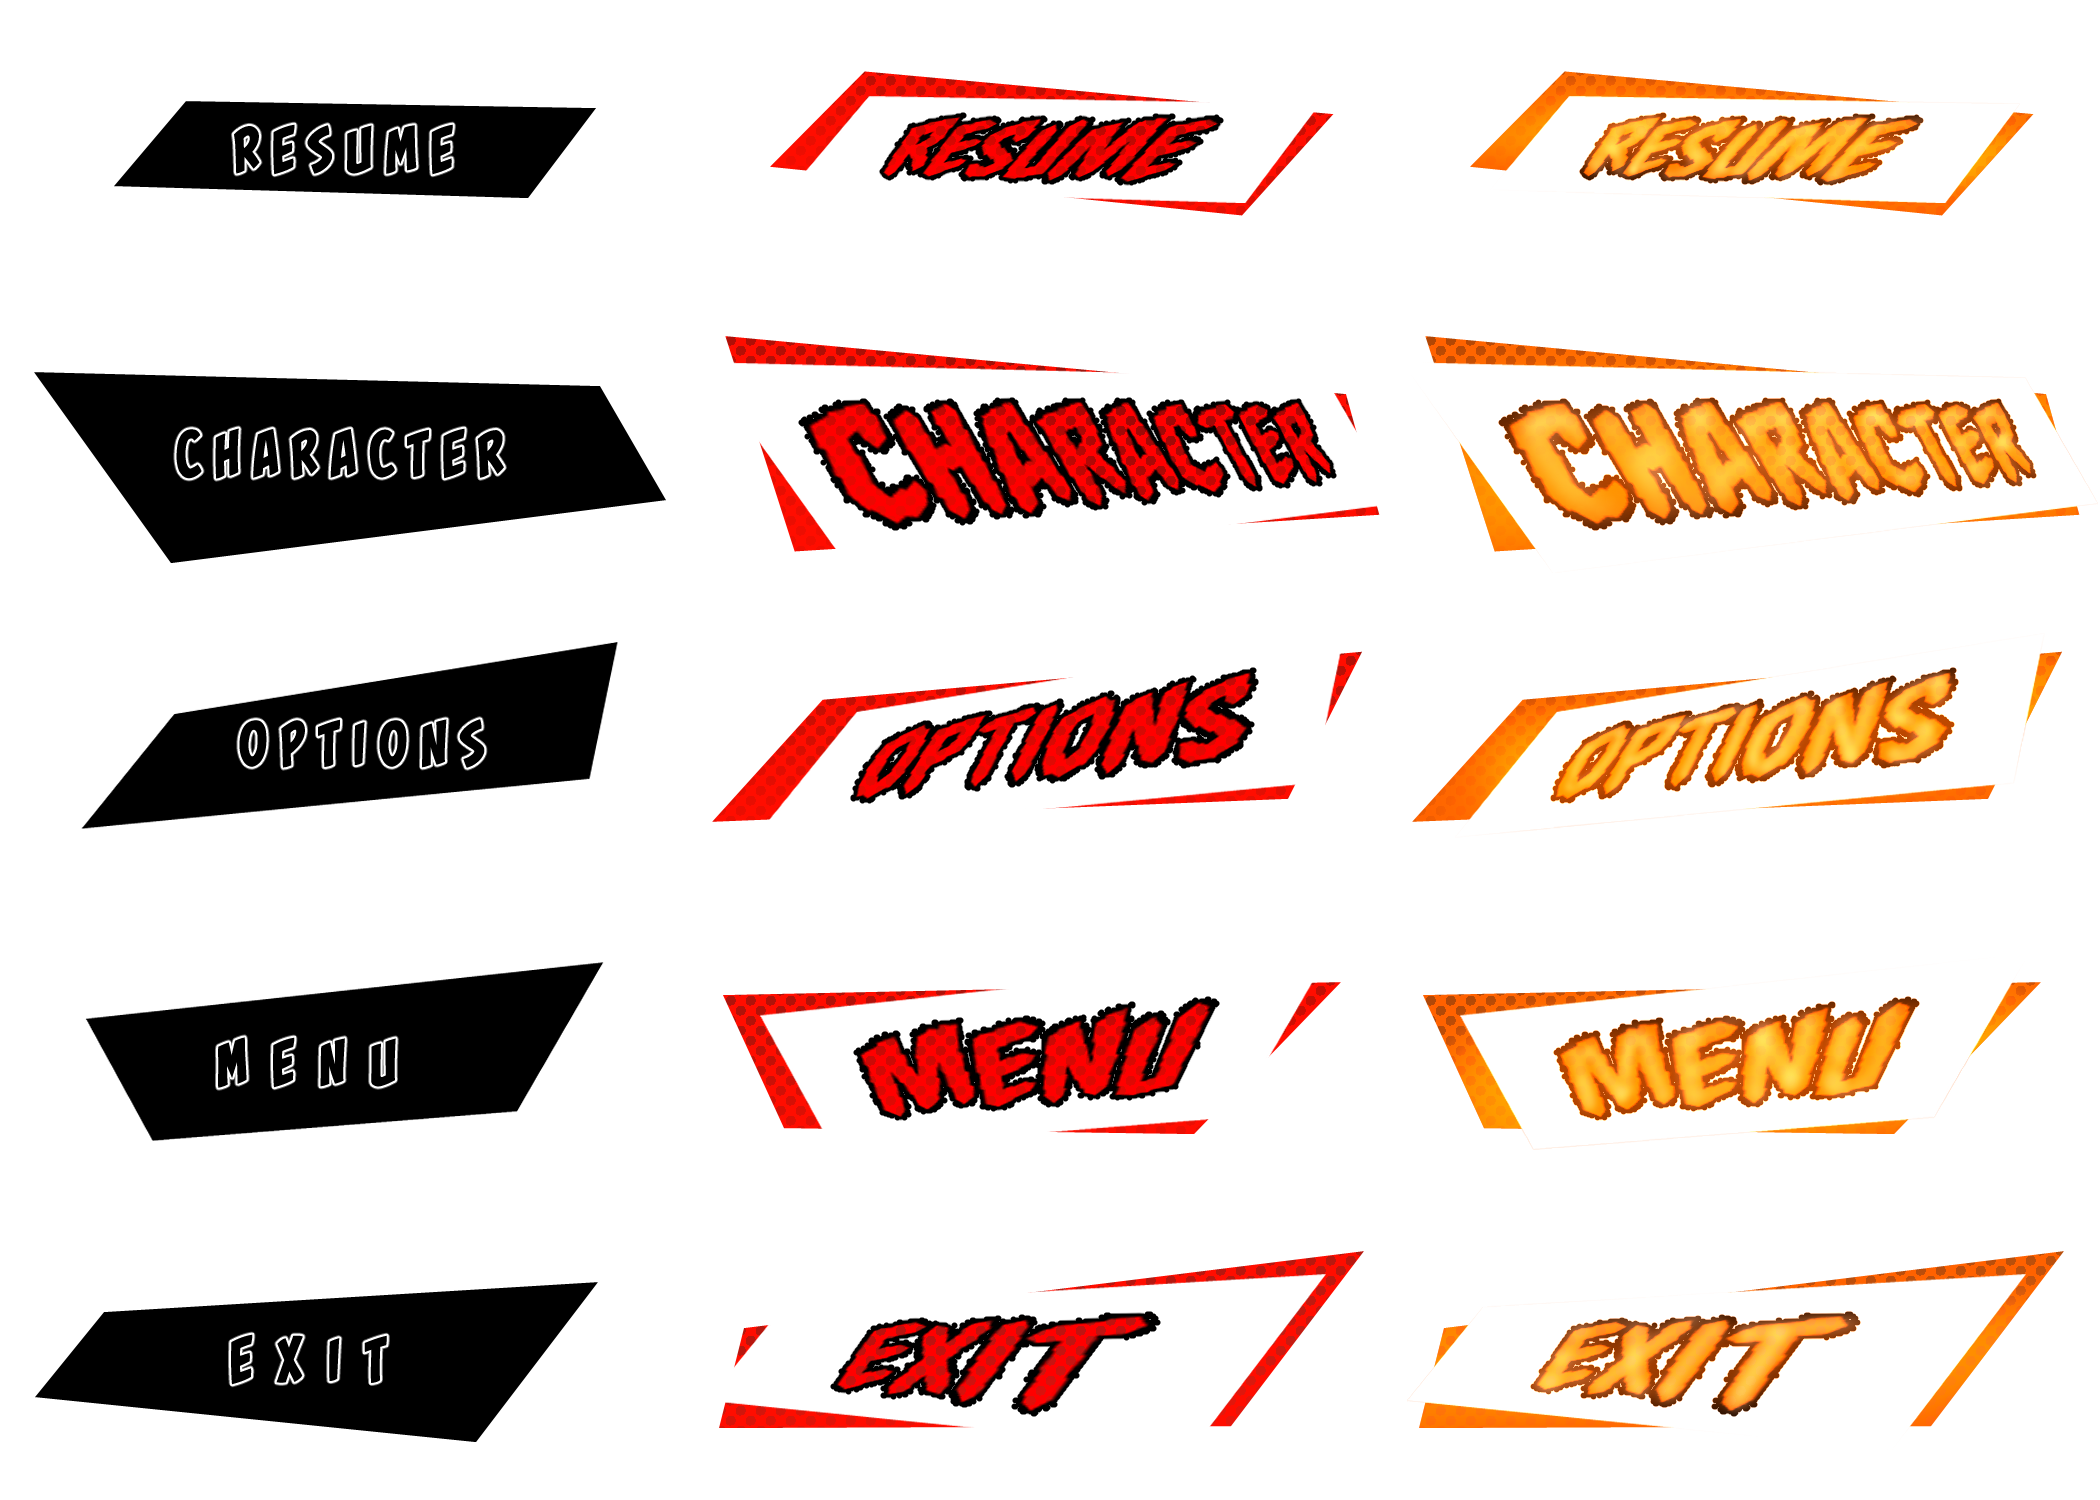 RESUME RESUME RESUME
CHARACTER CHARACTER CHARACTER
OPTIONS OPTIONS OPTIONS
MENU MENU MENU
EXIT EXIT EXIT